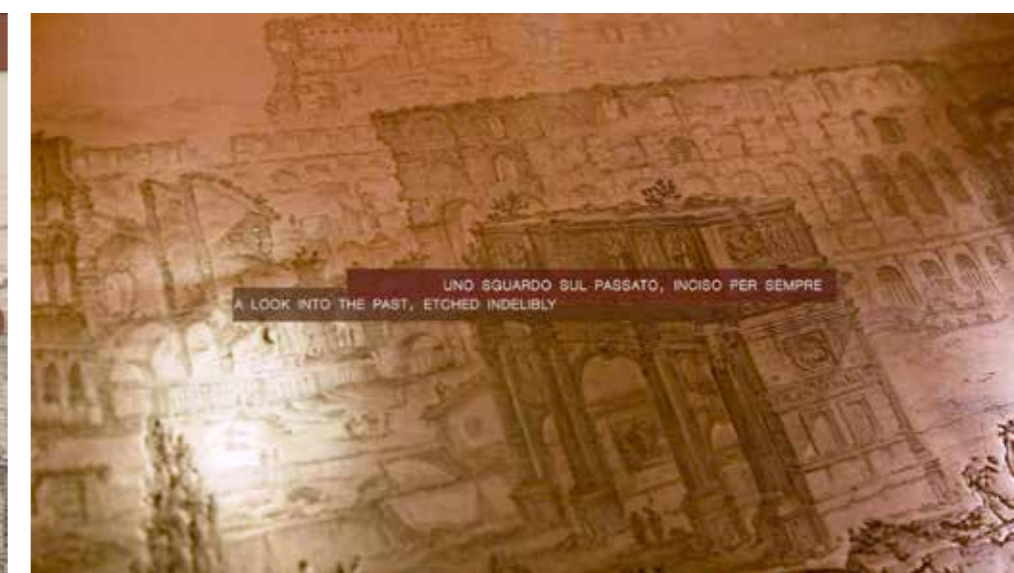 UNO SGUARDO SUL PASSATO, INCISO PER SEMPRE
A LOOK INTO THE PAST, ETCHED INDELIBLY